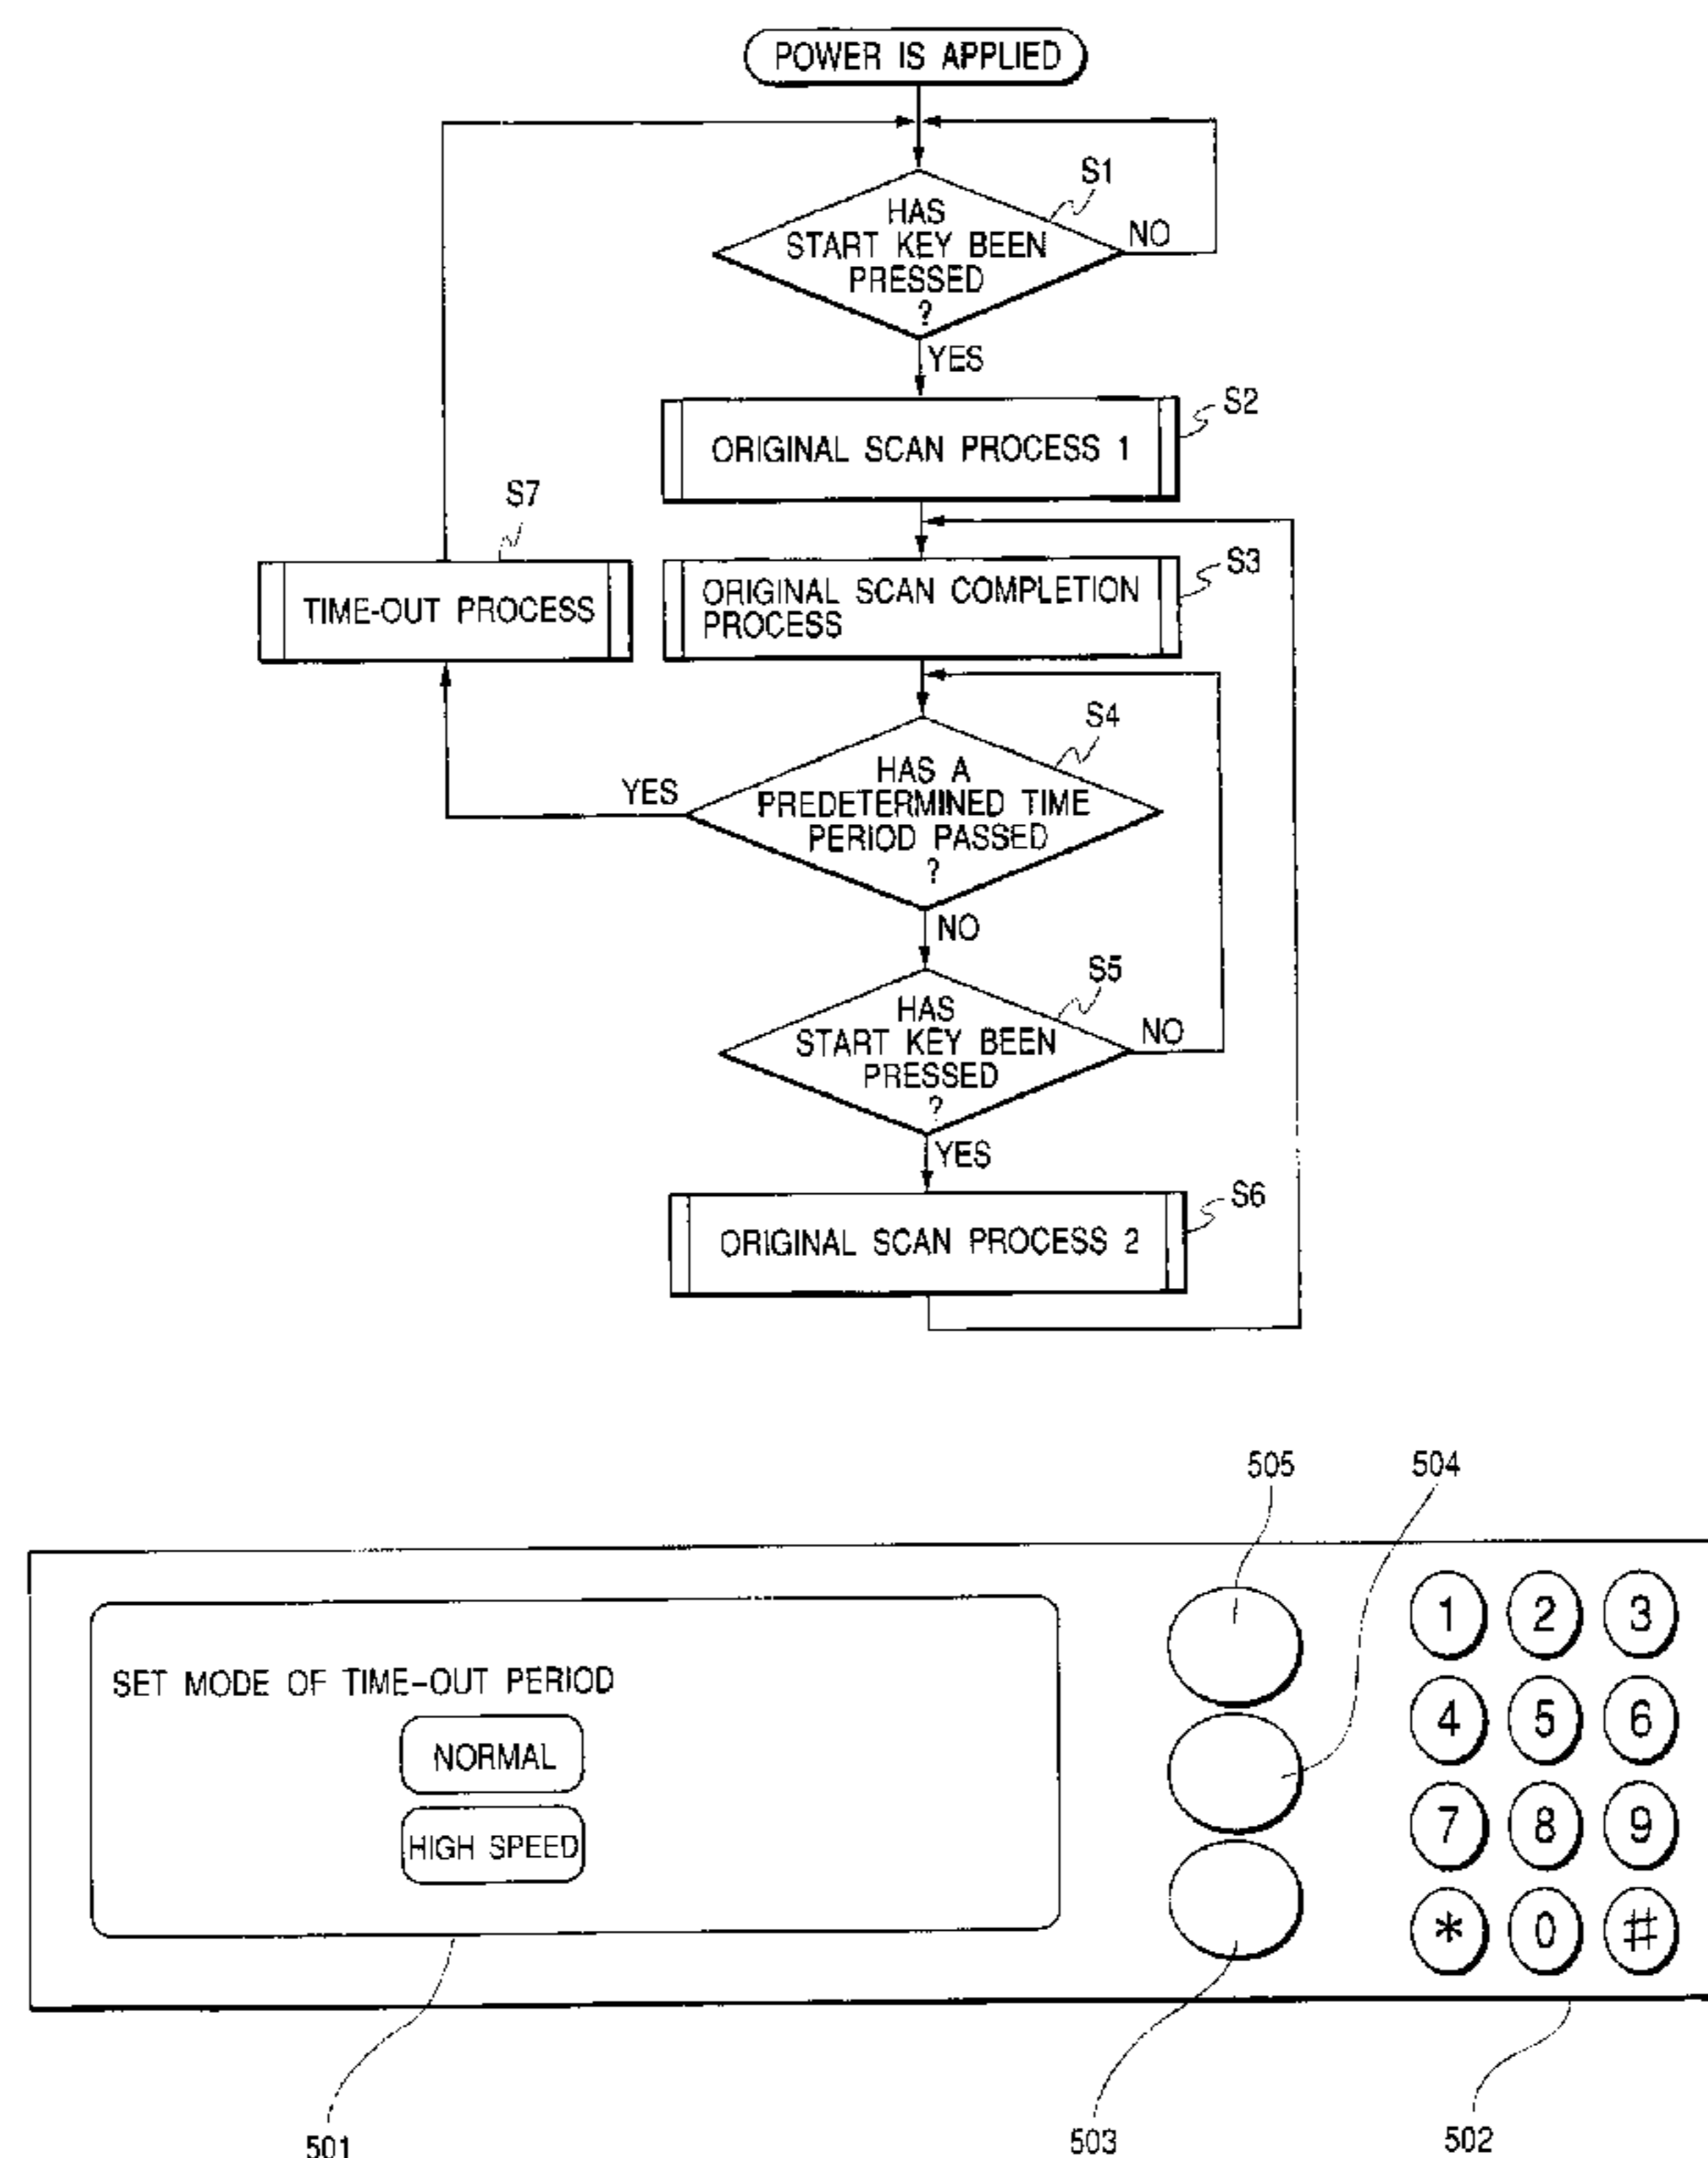 POWER IS APPLIED
S1
HAS
START KEY BEEN
PRESSED
?
NO
YES
S2
ORIGINAL SCAN PROCESS 1
S7
TIME-OUT PROCESS
S3
ORIGINAL SCAN COMPLETION
PROCESS
S4
HAS A
PREDETERMINED TIME
PERIOD PASSED
?
YES
NO
S5
HAS
START KEY BEEN
PRESSED
?
NO
YES
S6
ORIGINAL SCAN PROCESS 2
505
504
SET MODE OF TIME-OUT PERIOD
NORMAL
HIGH SPEED
1 2 3
4 5 6
7 8 9
* 0 #
501
503
502